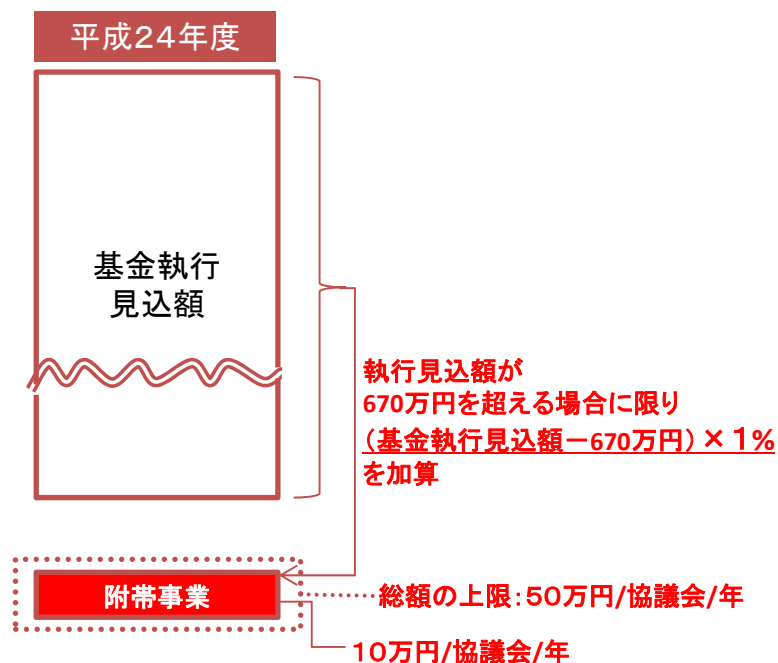 平成２４年度
基金執行
見込額
執行見込額が
670万円を超える場合に限り
（基金執行見込額－670万円）×１%
を加算
附帯事業
総額の上限：５０万円/協議会/年
１０万円/協議会/年